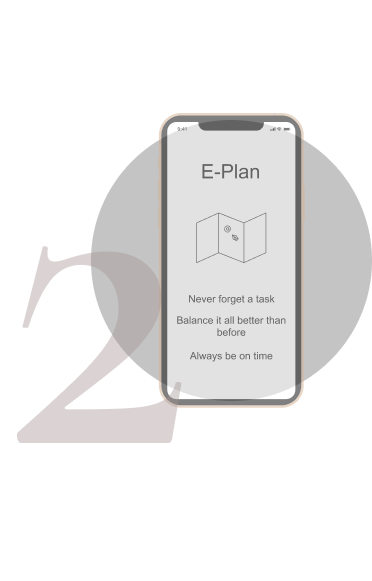 9:41
E-Plan
@
Never forget a task
Balance it all better than
before
Always be on time
2